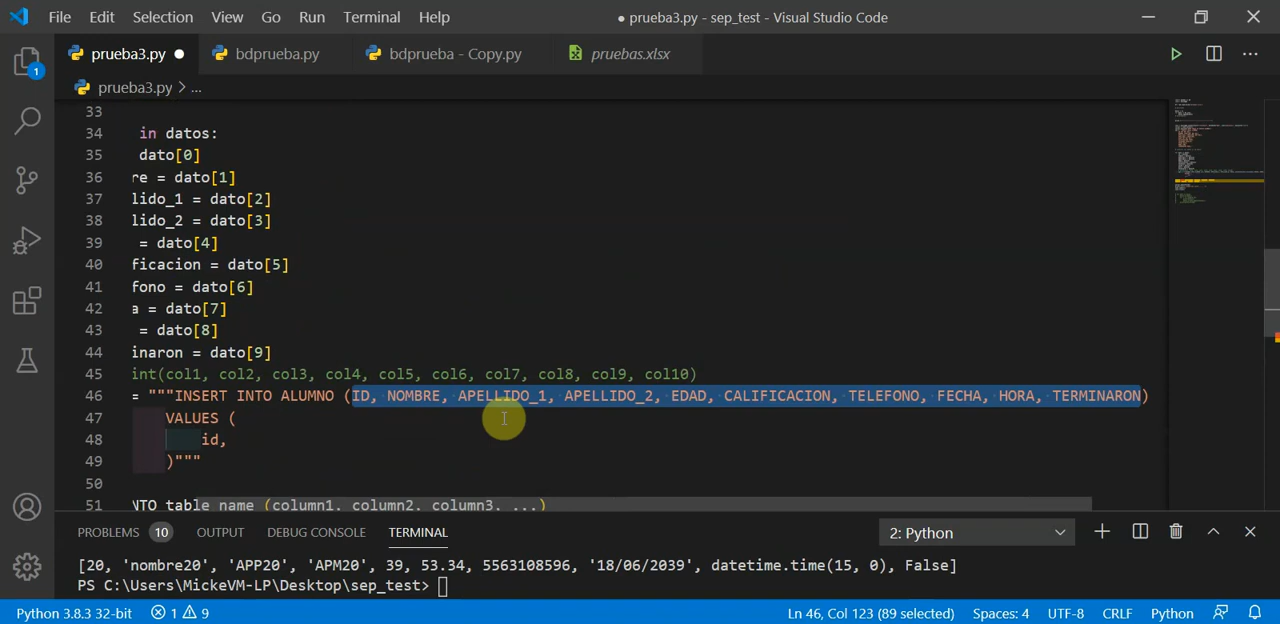 File Edit Selection View Go Run Terminal Help ● prueba3.py - sep_test - Visual Studio Code
prueba3.py ● bdprueba.py bdprueba - Copy.py pruebas.xlsx
prueba3.py > ...
33
34 in datos:
35 dato[0]
36 re = dato[1]
37 lido_1 = dato[2]
38 lido_2 = dato[3]
39 = dato[4]
40 ficacion = dato[5]
41 fono = dato[6]
42 a = dato[7]
43 = dato[8]
44 inaron = dato[9]
45 int(col1, col2, col3, col4, col5, col6, col7, col8, col9, col10)
46 = """INSERT INTO ALUMNO (ID, NOMBRE, APELLIDO_1, APELLIDO_2, EDAD, CALIFICACION, TELEFONO, FECHA, HORA, TERMINARON)
47 VALUES (
48 id,
49 )"""
50
51 NTO table_name (column1, column2, column3, ...)
PROBLEMS 10 OUTPUT DEBUG CONSOLE TERMINAL 2: Python
[20, 'nombre20', 'APP20', 'APM20', 39, 53.34, 5563108596, '18/06/2039', datetime.time(15, 0), False]
PS C:\Users\MickeVM-LP\Desktop\sep_test>
Python 3.8.3 32-bit 1 9 Ln 46, Col 123 (89 selected) Spaces: 4 UTF-8 CRLF Python